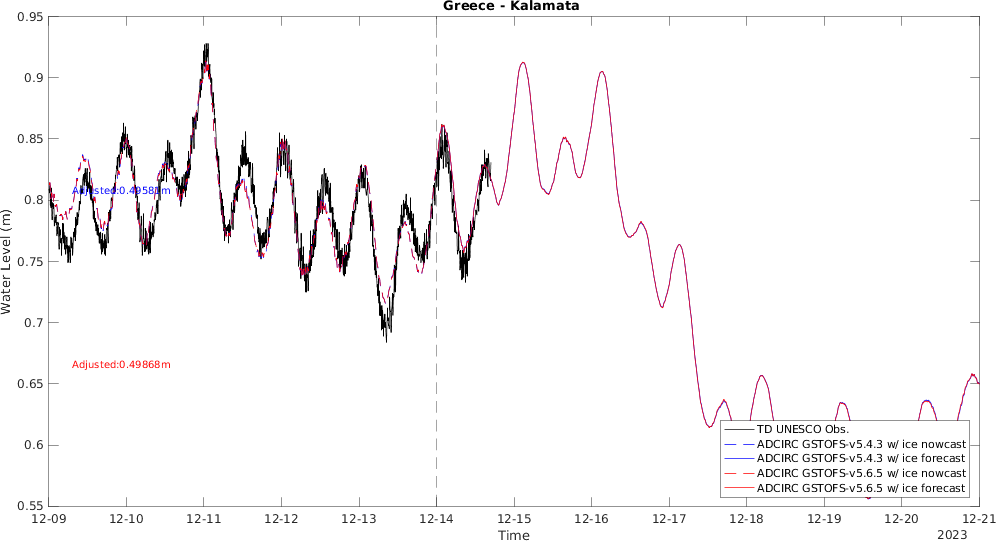 Greece - Kalamata
0.95
0.9
0.85
0.8
0.75
0.7
0.65
0.6
0.55
Water Level (m)
Adjusted:0.49581m
Adjusted:0.49868m
TD UNESCO Obs.
ADCIRC GSTOFS-v5.4.3 w/ ice nowcast
ADCIRC GSTOFS-v5.4.3 w/ ice forecast
ADCIRC GSTOFS-v5.6.5 w/ ice nowcast
ADCIRC GSTOFS-v5.6.5 w/ ice forecast
12-09 12-10 12-11 12-12 12-13 12-14 12-15 12-16 12-17 12-18 12-19 12-20 12-21
Time
2023